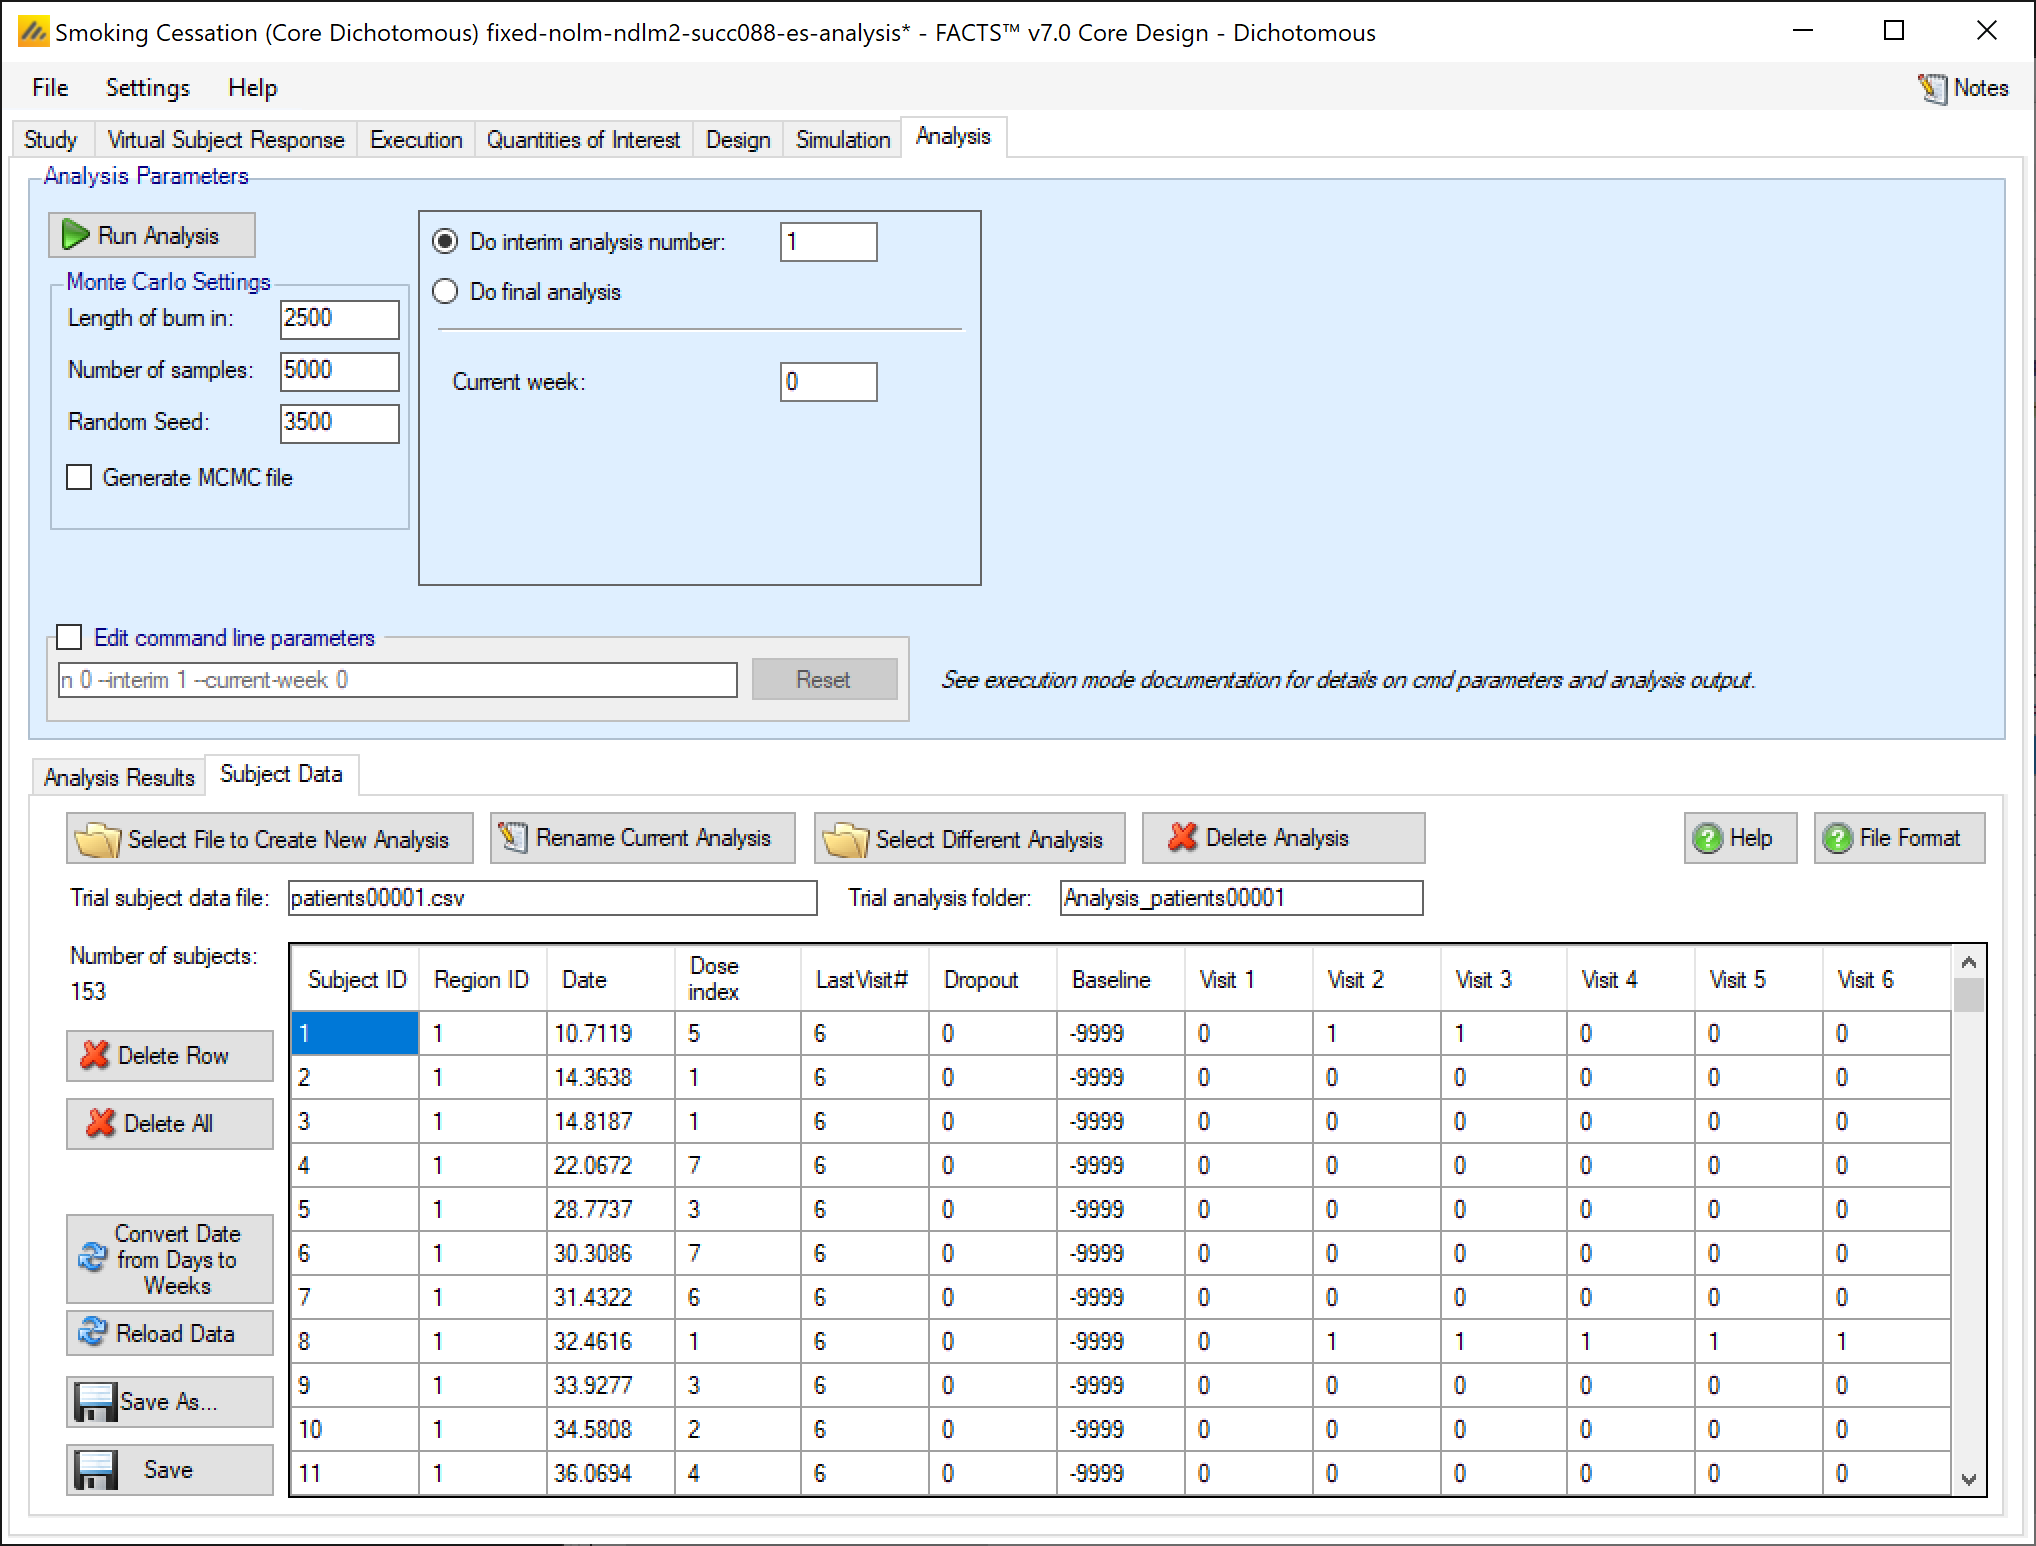 Smoking Cessation (Core Dichotomous) fixed-nolm-ndlm2-succ088-es-analysis* - FACTS™ v7.0 Core Design - Dichotomous
File Settings Help Notes
Study Virtual Subject Response Execution Quantities of Interest Design Simulation Analysis
Analysis Parameters
Run Analysis
Monte Carlo Settings
Length of burn in: 2500
Number of samples: 5000
Random Seed: 3500
Generate MCMC file
Do interim analysis number: 1
Do final analysis
Current week: 0
Edit command line parameters
n 0 --interim 1 --current-week 0 Reset
See execution mode documentation for details on cmd parameters and analysis output.
Analysis Results Subject Data
Select File to Create New Analysis Rename Current Analysis Select Different Analysis Delete Analysis Help File Format
Trial subject data file: patients00001.csv Trial analysis folder: Analysis_patients00001
Number of subjects:
153
Delete Row
Delete All
Convert Date
from Days to
Weeks
Reload Data
Save As...
Save
Subject ID Region ID Date Dose index LastVisit# Dropout Baseline Visit 1 Visit 2 Visit 3 Visit 4 Visit 5 Visit 6
1 1 10.7119 5 6 0 -9999 0 1 1 0 0 0
2 1 14.3638 1 6 0 -9999 0 0 0 0 0 0
3 1 14.8187 1 6 0 -9999 0 0 0 0 0 0
4 1 22.0672 7 6 0 -9999 0 0 0 0 0 0
5 1 28.7737 3 6 0 -9999 0 0 0 0 0 0
6 1 30.3086 7 6 0 -9999 0 0 0 0 0 0
7 1 31.4322 6 6 0 -9999 0 0 0 0 0 0
8 1 32.4616 1 6 0 -9999 0 1 1 1 1 1
9 1 33.9277 3 6 0 -9999 0 0 0 0 0 0
10 1 34.5808 2 6 0 -9999 0 0 0 0 0 0
11 1 36.0694 4 6 0 -9999 0 0 0 0 0 0